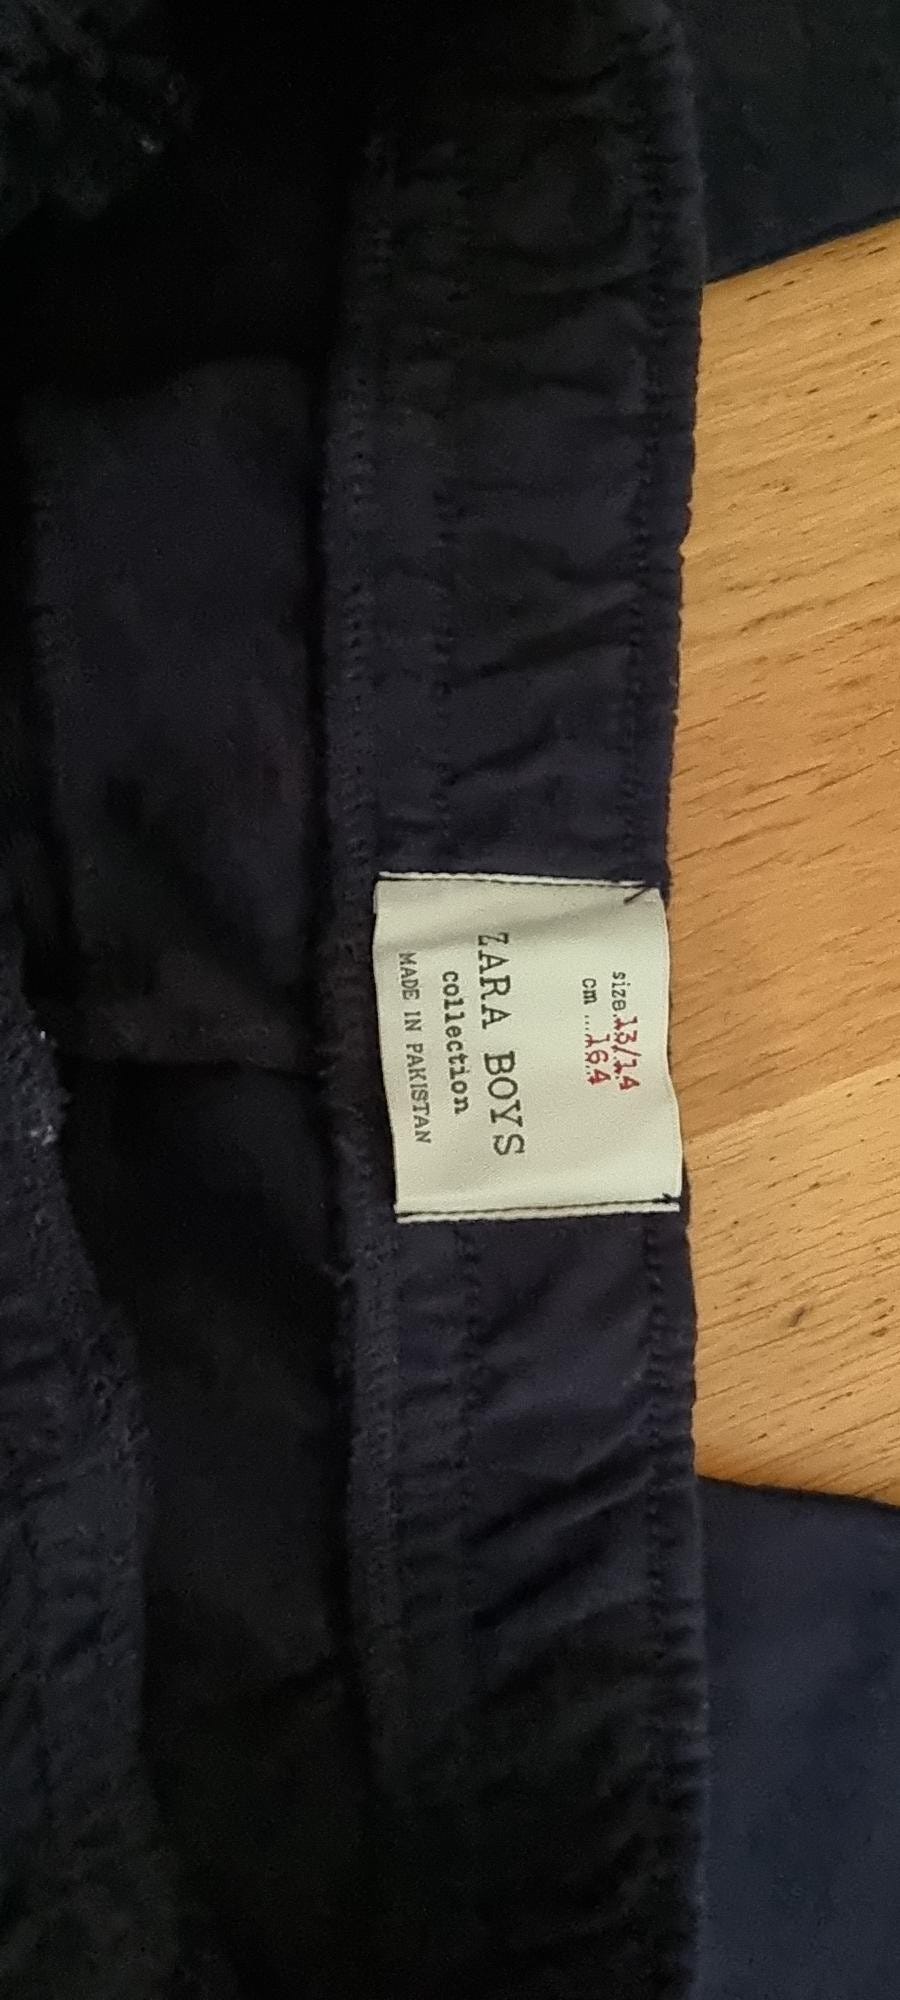 size.13/14
cm ...164
ZARA BOYS
collection
MADE IN PAKISTAN